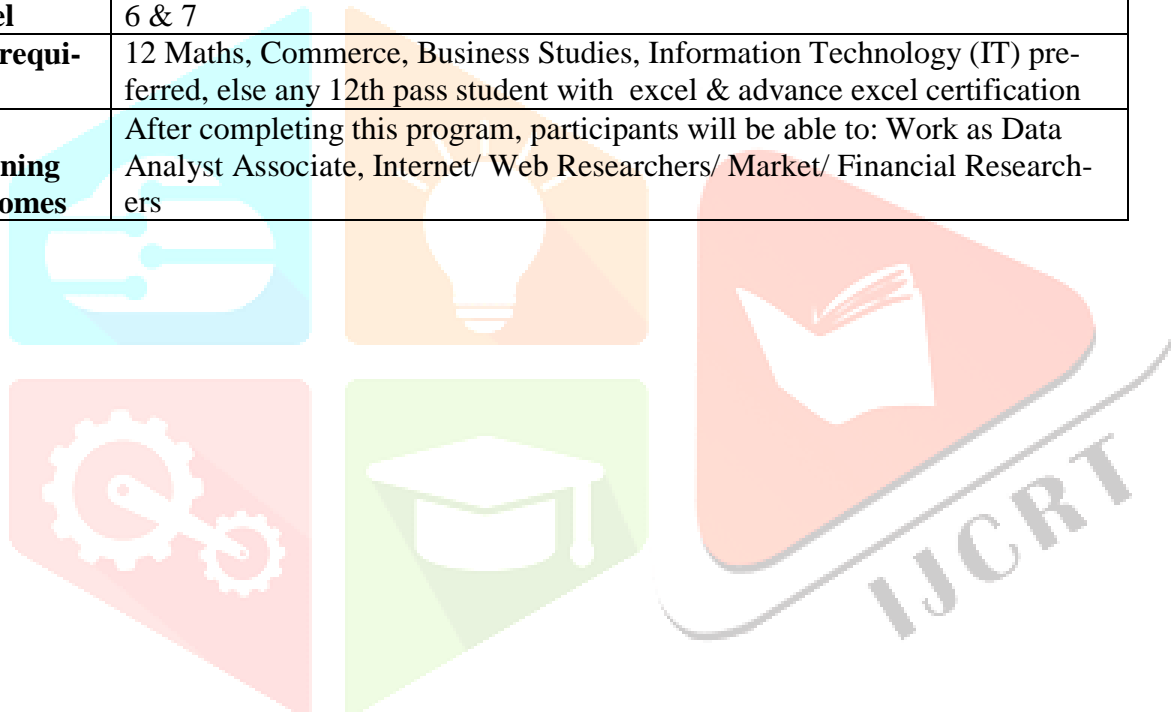 el 6 & 7
requi- 12 Maths, Commerce, Business Studies, Information Technology (IT) pre-
ferred, else any 12th pass student with excel & advance excel certification
After completing this program, participants will be able to: Work as Data
ning Analyst Associate, Internet/ Web Researchers/ Market/ Financial Research-
omes ers
IJCRT